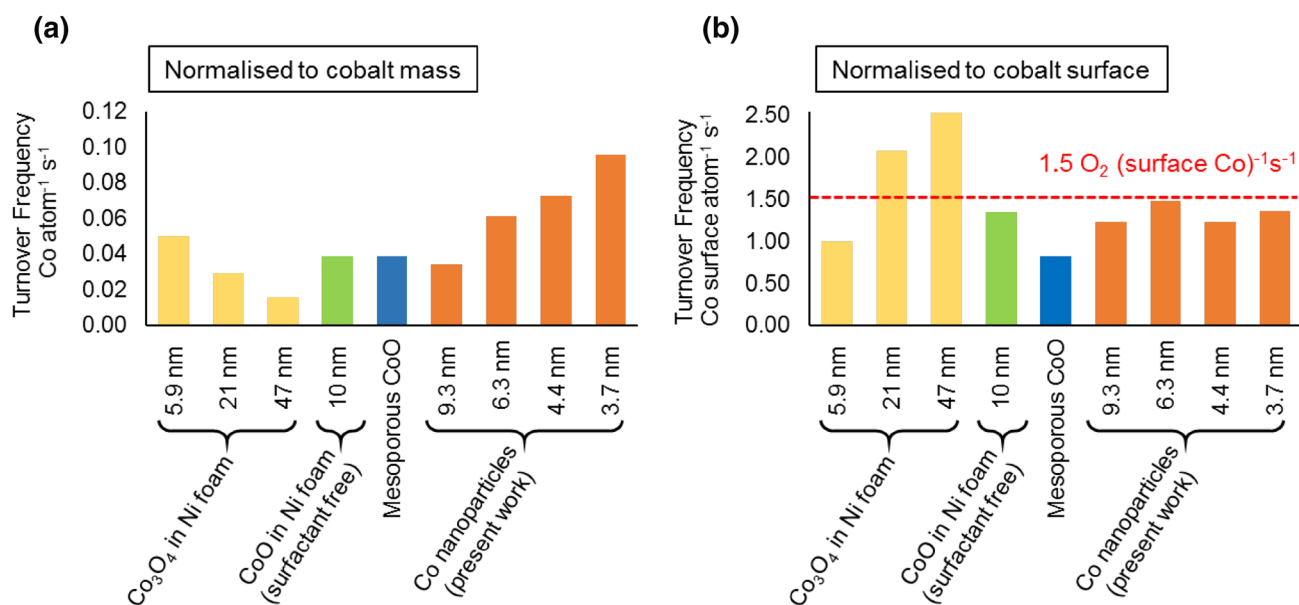 (a)
Normalised to cobalt mass
Turnover Frequency
Co atom⁻¹ s⁻¹
0.12
0.10
0.08
0.06
0.04
0.02
0.00
5.9 nm
21 nm
47 nm
10 nm
Mesoporous CoO
9.3 nm
6.3 nm
4.4 nm
3.7 nm
Co₃O₄ in Ni foam
CoO in Ni foam
(surfactant free)
Co nanoparticles
(present work)
(b)
Normalised to cobalt surface
Turnover Frequency
Co surface atom⁻¹ s⁻¹
2.50
2.00
1.50
1.00
0.50
0.00
1.5 O₂ (surface Co)⁻¹s⁻¹
5.9 nm
21 nm
47 nm
10 nm
Mesoporous CoO
9.3 nm
6.3 nm
4.4 nm
3.7 nm
Co₃O₄ in Ni foam
CoO in Ni foam
(surfactant free)
Co nanoparticles
(present work)